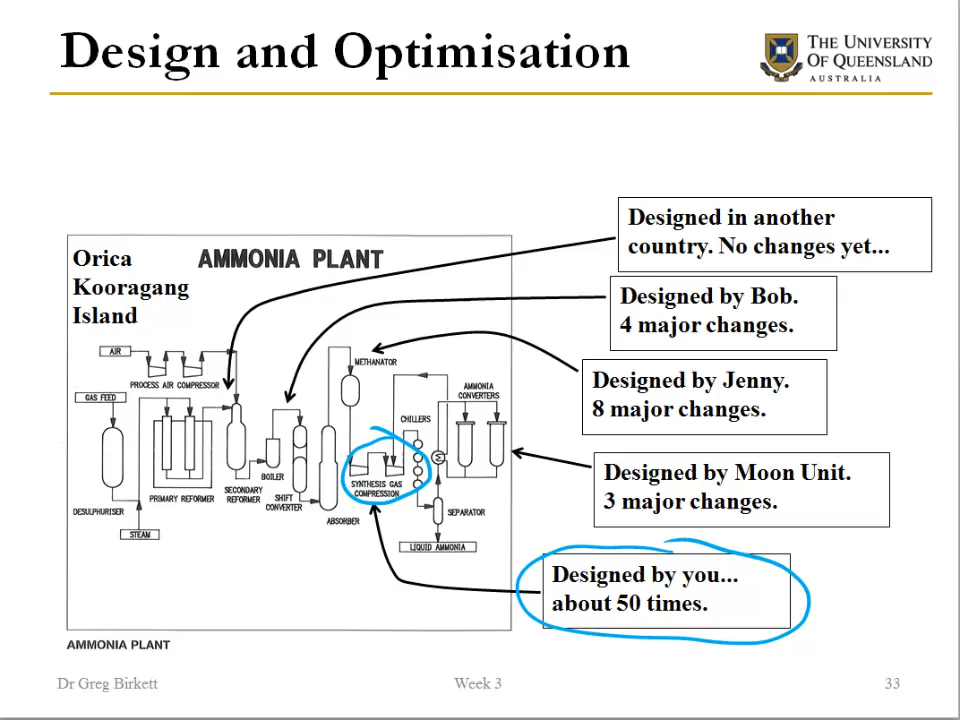 Design and Optimisation
THE UNIVERSITY
OF QUEENSLAND
AUSTRALIA
Designed in another
country. No changes yet...
Orica
Kooragang
Island
AMMONIA PLANT
Designed by Bob.
4 major changes.
AIR
PROCESS AIR COMPRESSOR
METHANATOR
Designed by Jenny.
8 major changes.
GAS FEED
AMMONIA
CONVERTERS
CHILLERS
Designed by Moon Unit.
3 major changes.
BOILER
SYNTHESIS GAS
COMPRESSION
PRIMARY REFORMER
SECONDARY
REFORMER
SHIFT
CONVERTER
DESULPHURISER
ABSORBER
SEPARATOR
STEAM
LIQUID AMMONIA
Designed by you...
about 50 times.
AMMONIA PLANT
Dr Greg Birkett
Week 3
33